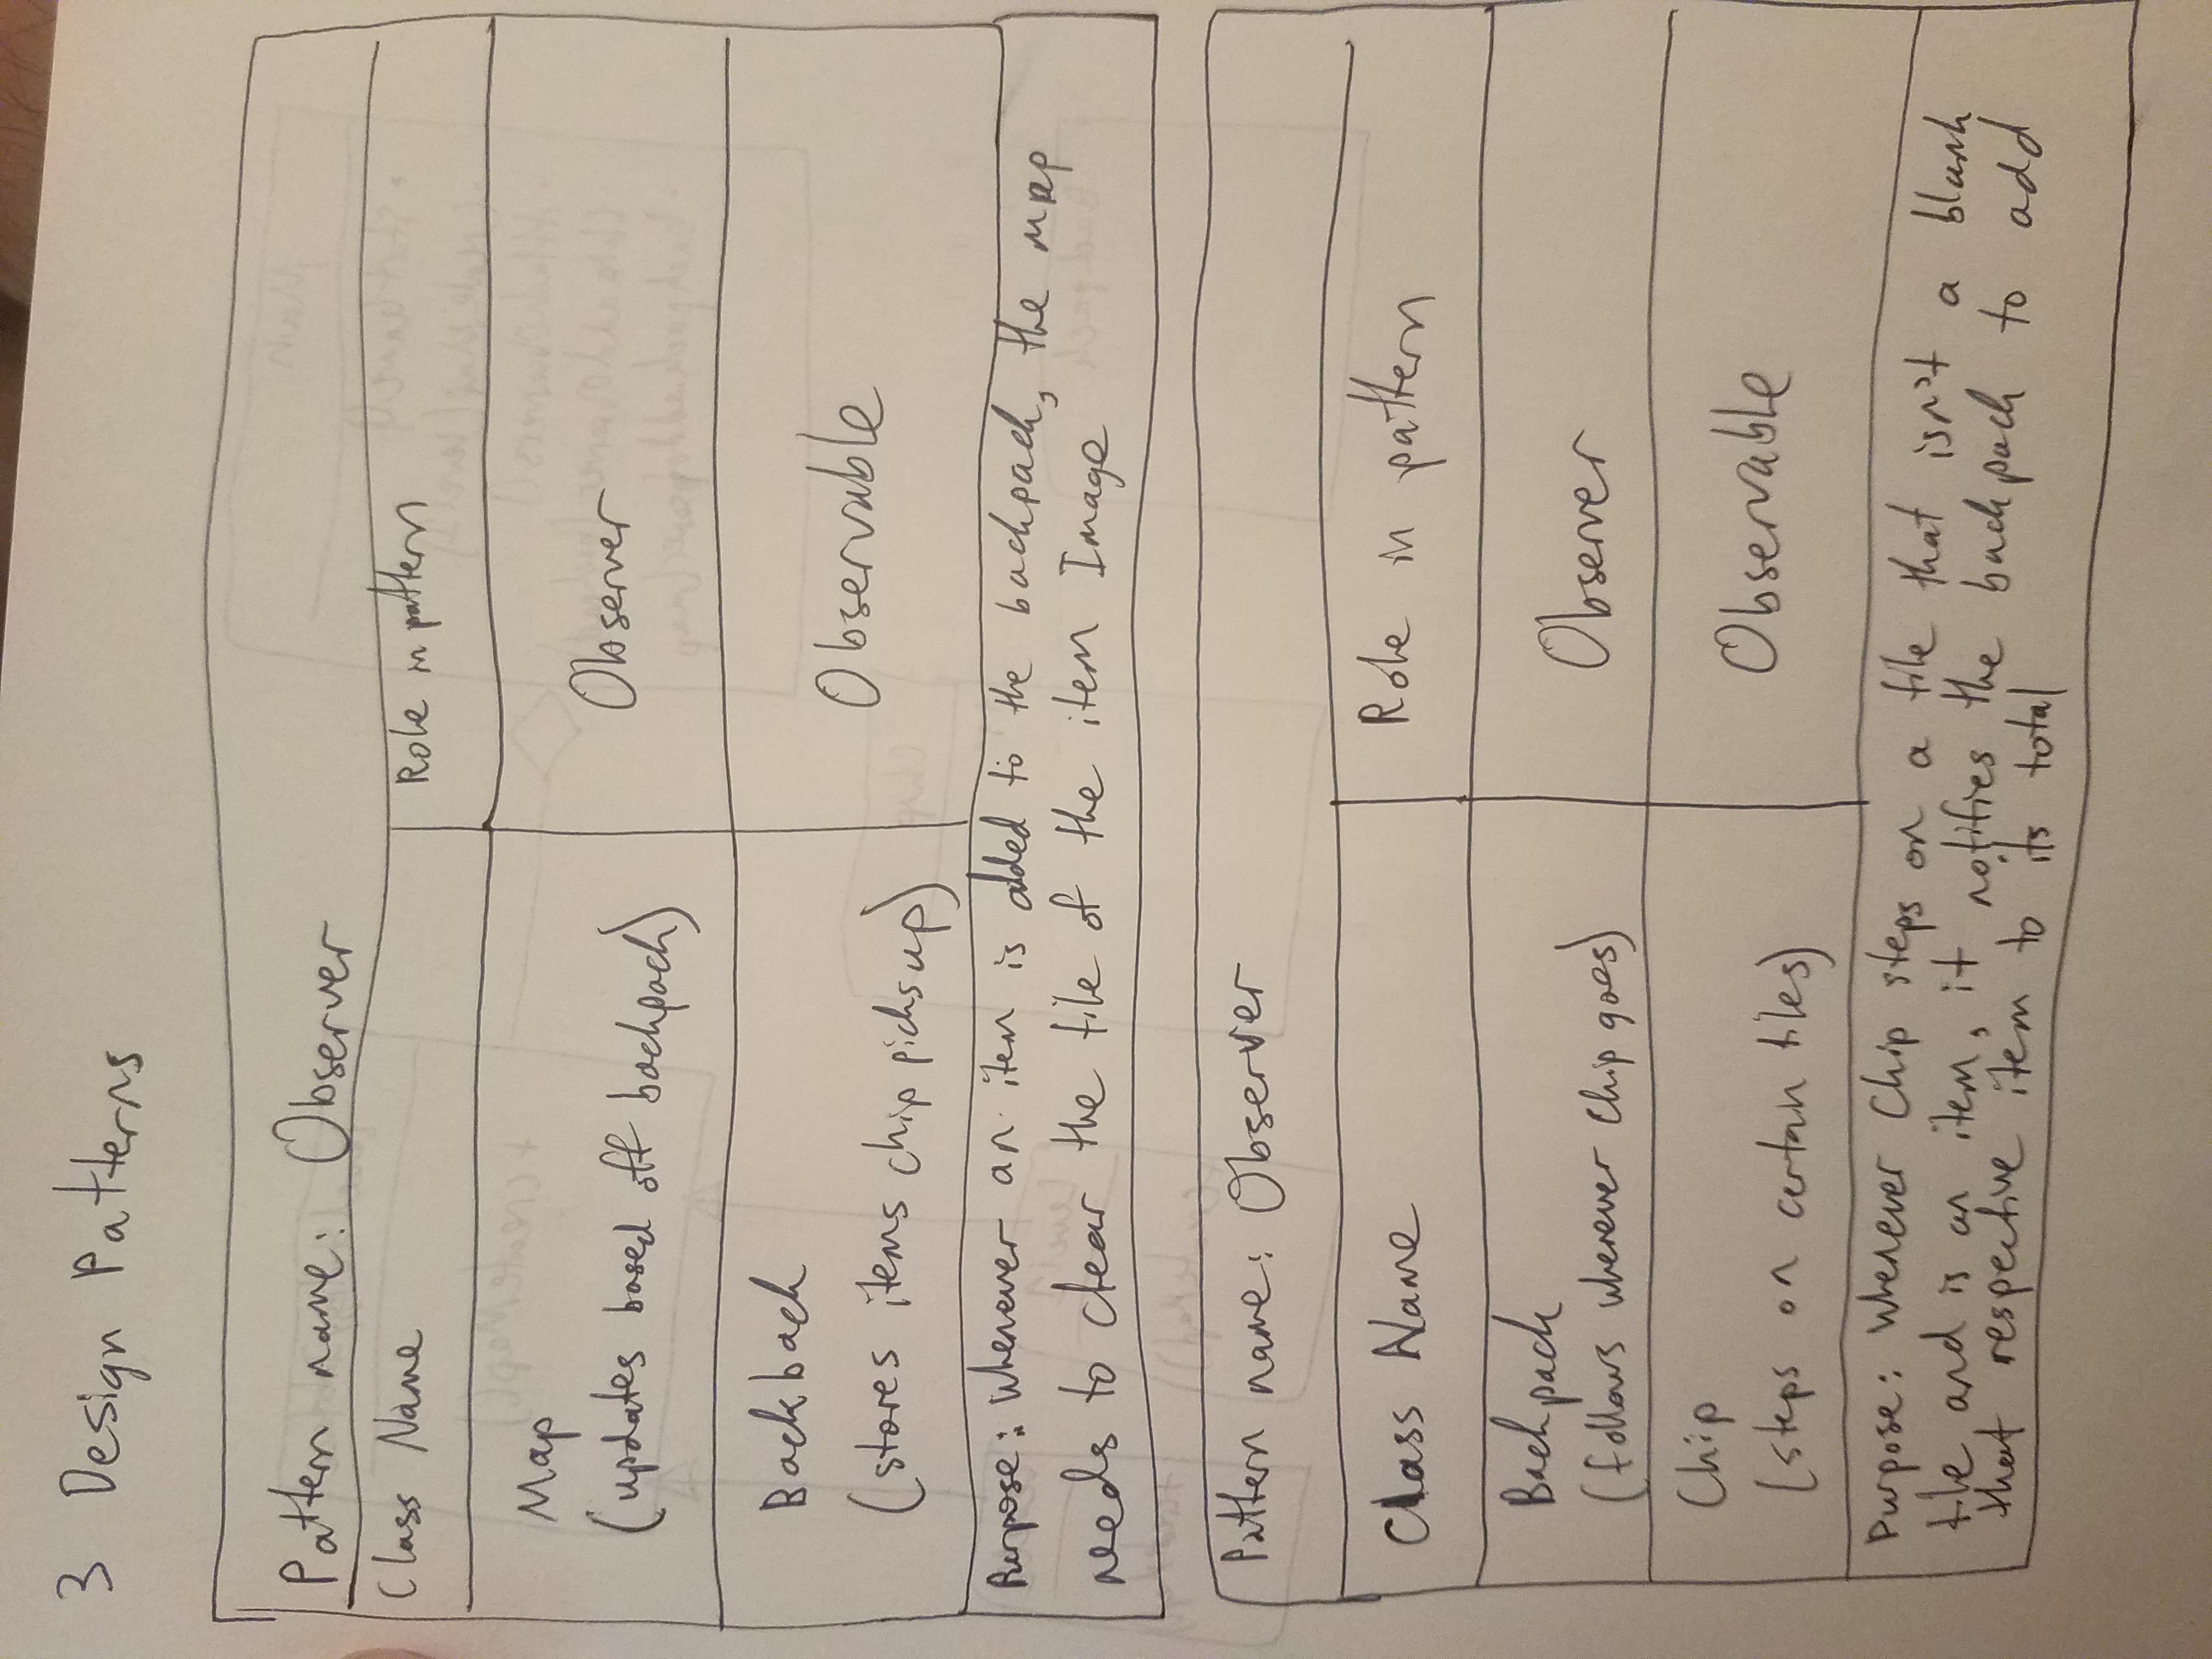 3 Design Patterns
Pattern name: Observer
Class Name
Role in pattern
Map
(updates based off backpack)
Observer
Backback
(stores items chip picks up)
Observable
Purpose: Whenever an item is added to the backpack, the map
needs to clear the tile of the item Image
Pattern name: Observer
Class Name
Role in pattern
Backpack
(follows wherever Chip goes)
Observer
Chip
(steps on certain tiles)
Observable
Purpose: Whenever Chip steps on a tile that isn't a blank
tile and is an item, it notifies the backpack to add
that respective item to its total